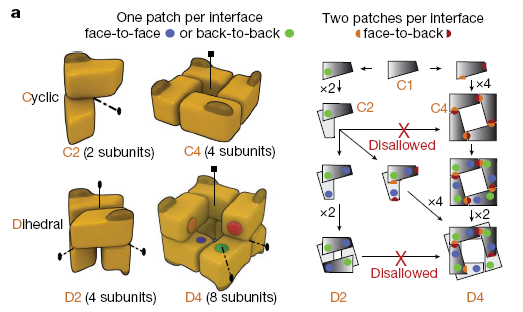 a
One patch per interface
face-to-face or back-to-back
Two patches per interface
face-to-back
Cyclic
C2 (2 subunits)
C4 (4 subunits)
Dihedral
D2 (4 subunits)
D4 (8 subunits)
C1
×2
×4
C2
C4
Disallowed
×2
×4
×2
Disallowed
D2
D4